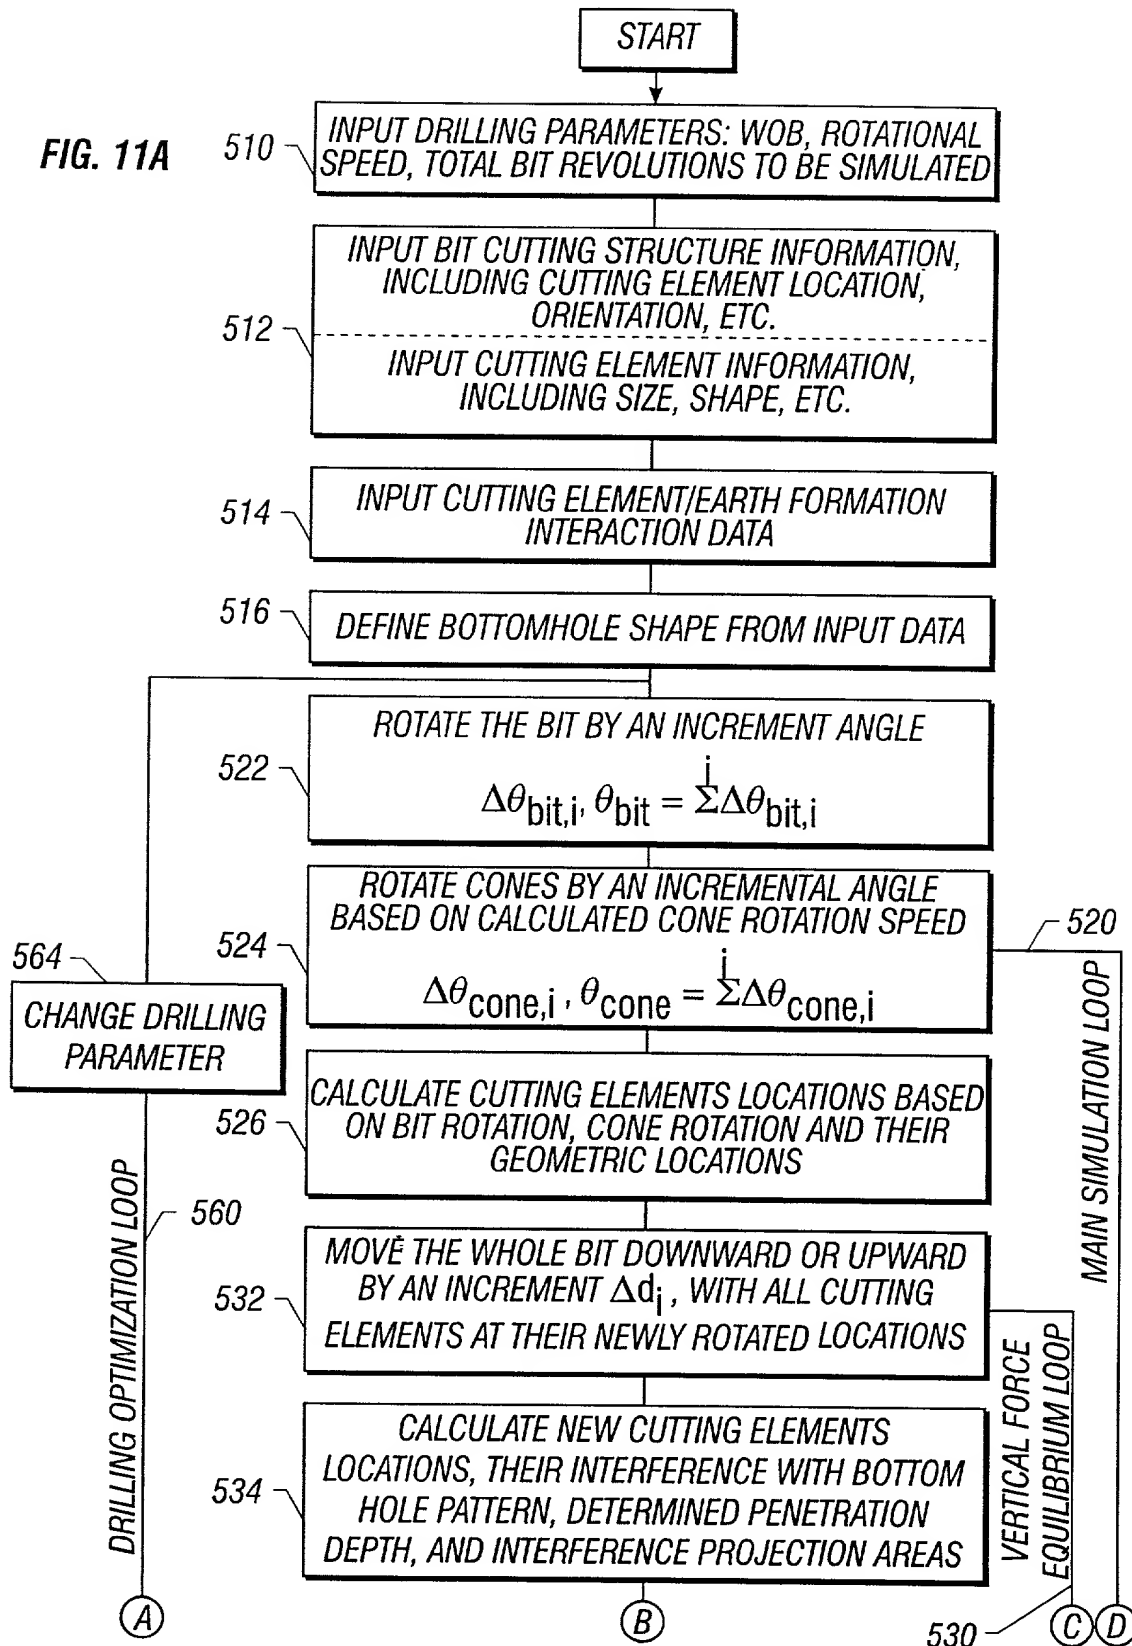 START
FIG. 11A
510
INPUT DRILLING PARAMETERS: WOB, ROTATIONAL
SPEED, TOTAL BIT REVOLUTIONS TO BE SIMULATED
512
INPUT BIT CUTTING STRUCTURE INFORMATION,
INCLUDING CUTTING ELEMENT LOCATION,
ORIENTATION, ETC.
INPUT CUTTING ELEMENT INFORMATION,
INCLUDING SIZE, SHAPE, ETC.
514
INPUT CUTTING ELEMENT/EARTH FORMATION
INTERACTION DATA
516
DEFINE BOTTOMHOLE SHAPE FROM INPUT DATA
522
ROTATE THE BIT BY AN INCREMENT ANGLE
i
Δθbit,i, θbit = ΣΔθbit,i
524
ROTATE CONES BY AN INCREMENTAL ANGLE
BASED ON CALCULATED CONE ROTATION SPEED
i
Δθcone,i, θcone = ΣΔθcone,i
520
MAIN SIMULATION LOOP
564
CHANGE DRILLING
PARAMETER
526
CALCULATE CUTTING ELEMENTS LOCATIONS BASED
ON BIT ROTATION, CONE ROTATION AND THEIR
GEOMETRIC LOCATIONS
DRILLING OPTIMIZATION LOOP
560
532
MOVE THE WHOLE BIT DOWNWARD OR UPWARD
BY AN INCREMENT Δdi, WITH ALL CUTTING
ELEMENTS AT THEIR NEWLY ROTATED LOCATIONS
534
CALCULATE NEW CUTTING ELEMENTS
LOCATIONS, THEIR INTERFERENCE WITH BOTTOM
HOLE PATTERN, DETERMINED PENETRATION
DEPTH, AND INTERFERENCE PROJECTION AREAS
VERTICAL FORCE
EQUILIBRIUM LOOP
530
A
B
C
D